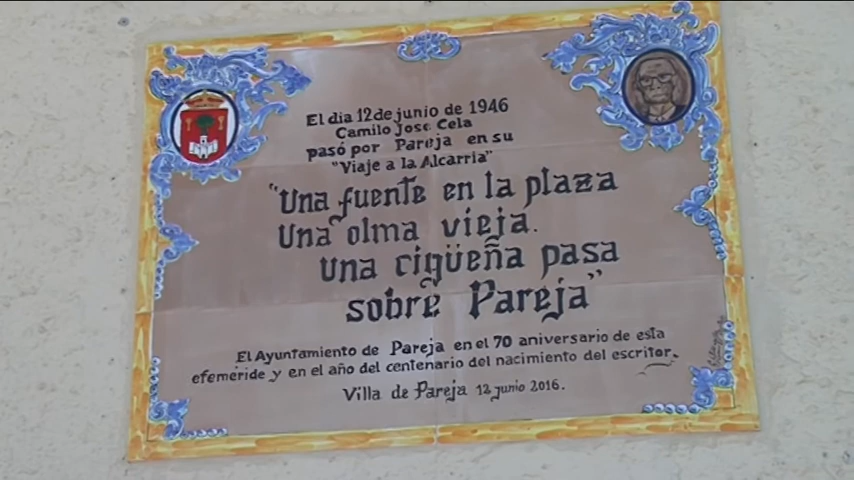 El dia 12 de junio de 1946
Camilo Jose Cela
pasó por Pareja en su
"Viaje a la Alcarria"
"Una fuente en la plaza
Una olma vieja.
una cigüeña pasa
sobre Pareja"
El Ayuntamiento de Pareja en el 70 aniversario de esta
efeméride y en el año del centenario del nacimiento del escritor.
Villa de Pareja 12 junio 2016.